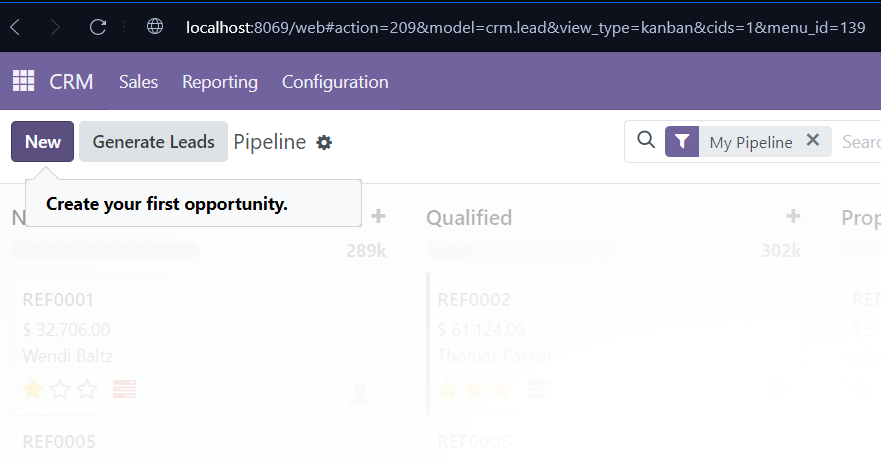 localhost:8069/web#action=209&model=crm.lead&view_type=kanban&cids=1&menu_id=139
CRM Sales Reporting Configuration
New Generate Leads Pipeline My Pipeline
Create your first opportunity.
Qualified
289k 302k
REF0001 REF0002
$ 32,706.00 $ 61,124.00
Wendi Baltz Thomas Passot
REF0005 REF0006